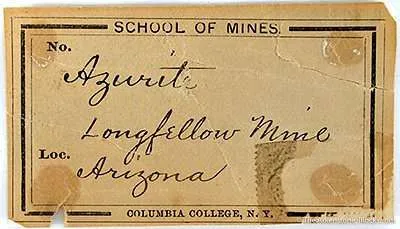 SCHOOL OF MINES.
No.
Azurite
Longfellow Mine
Loc.
Arizona
COLUMBIA COLLEGE, N. Y.